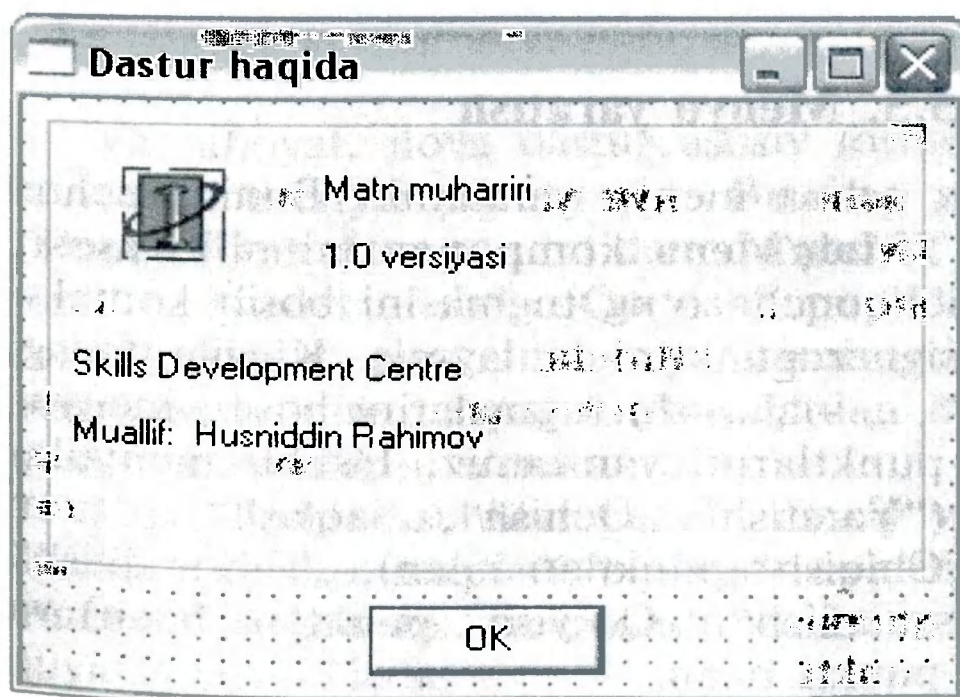 Dastur haqida
Matn muharriri
1.0 versiyasi
Skills Development Centre
Muallif: Husniddin Rahimov
OK